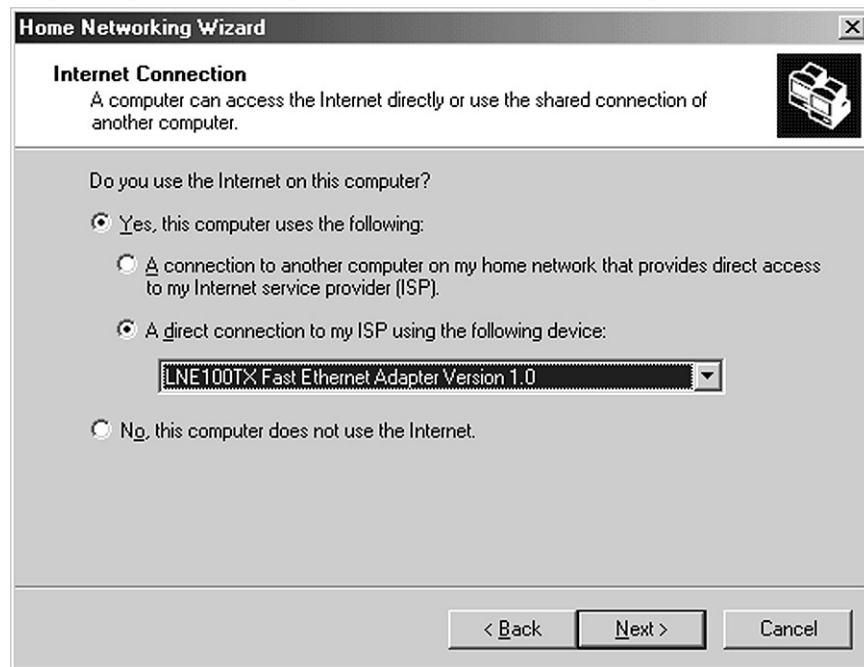 Home Networking Wizard
Internet Connection
A computer can access the Internet directly or use the shared connection of
another computer.
Do you use the Internet on this computer?
Yes, this computer uses the following:
A connection to another computer on my home network that provides direct access
to my Internet service provider (ISP).
A direct connection to my ISP using the following device:
LNE100TX Fast Ethernet Adapter Version 1.0
No, this computer does not use the Internet.
< Back Next > Cancel